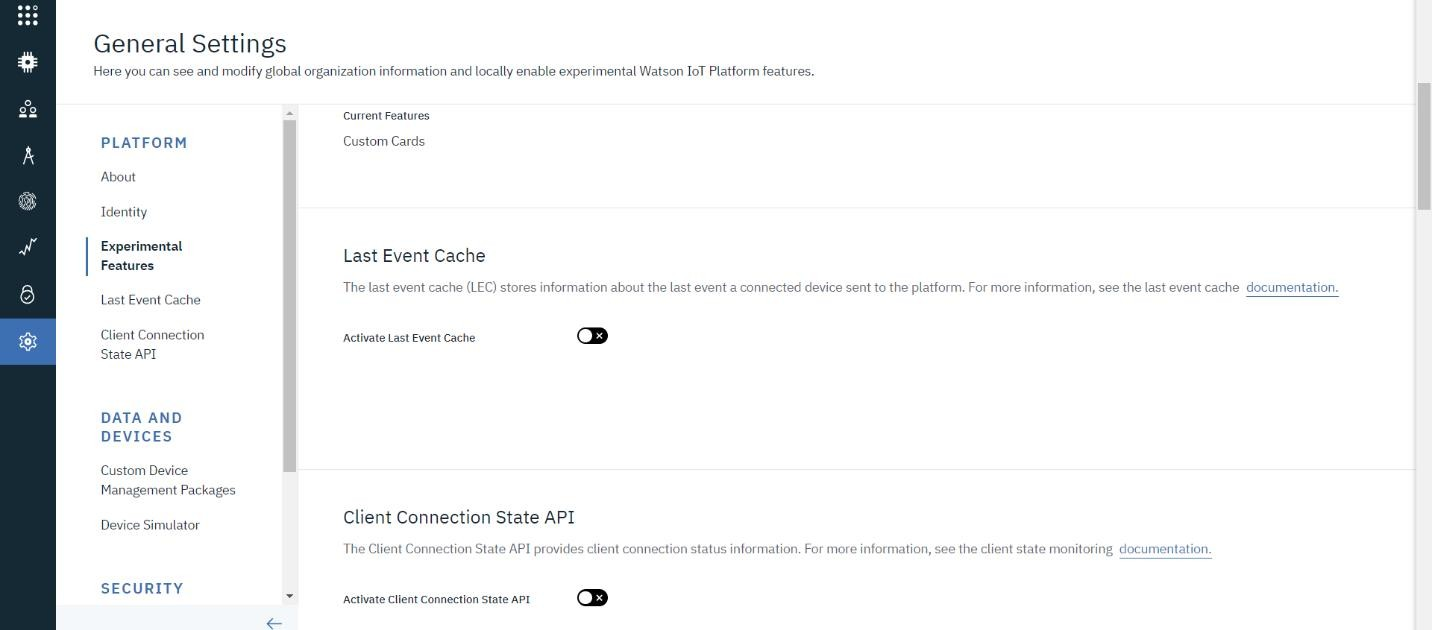 General Settings
Here you can see and modify global organization information and locally enable experimental Watson IoT Platform features.
PLATFORM
About
Identity
Experimental
Features
Last Event Cache
Client Connection
State API
DATA AND
DEVICES
Custom Device
Management Packages
Device Simulator
SECURITY
Current Features
Custom Cards
Last Event Cache
The last event cache (LEC) stores information about the last event a connected device sent to the platform. For more information, see the last event cache documentation.
Activate Last Event Cache
Client Connection State API
The Client Connection State API provides client connection status information. For more information, see the client state monitoring documentation.
Activate Client Connection State API